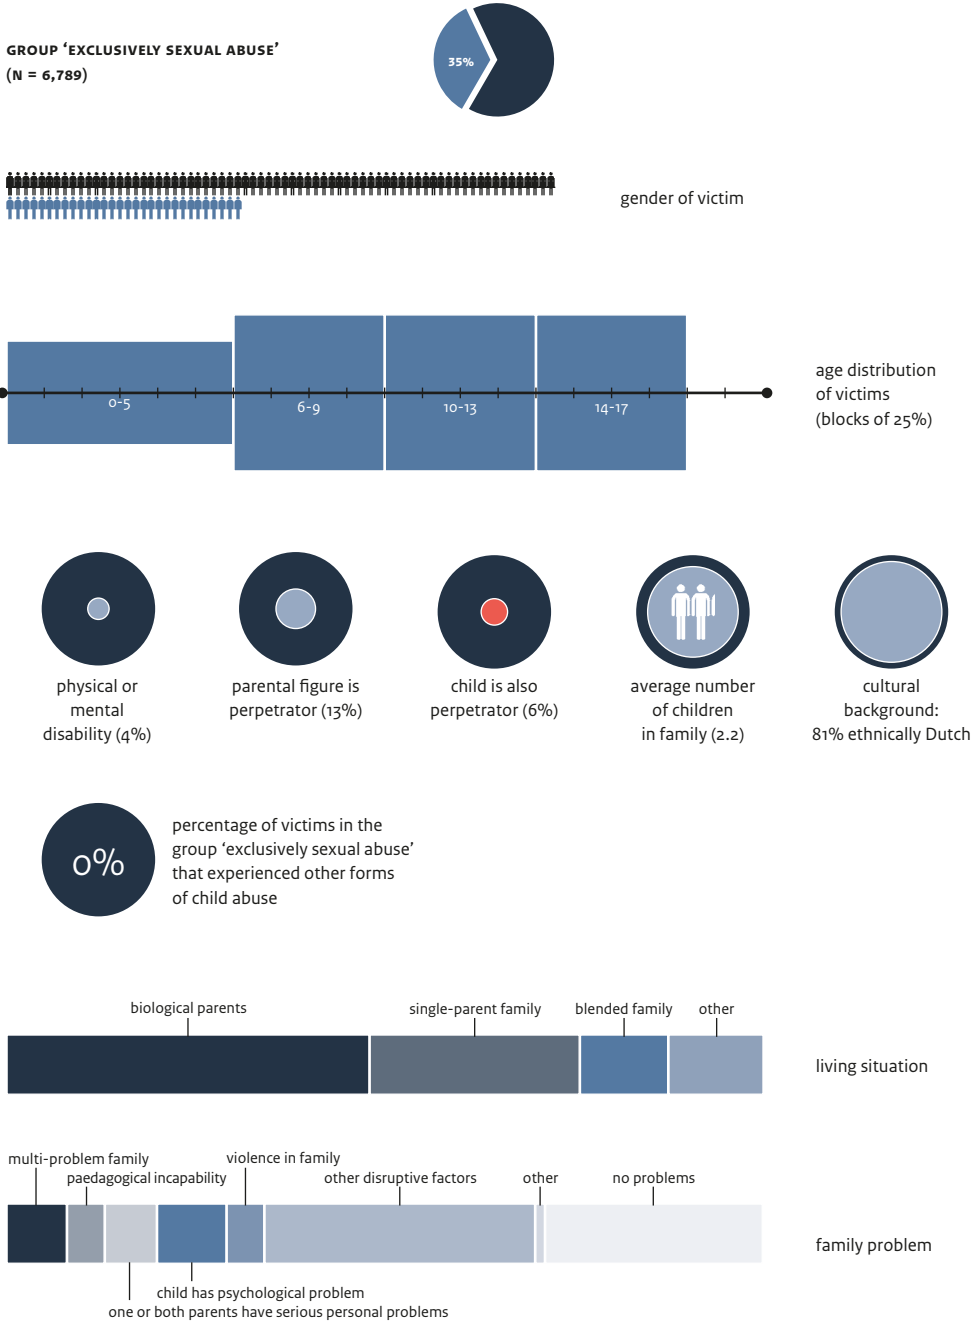 GROUP ‘EXCLUSIVELY SEXUAL ABUSE’
(N = 6,789)
35%
gender of victim
0-5
6-9
10-13
14-17
age distribution
of victims
(blocks of 25%)
physical or
mental
disability (4%)
parental figure is
perpetrator (13%)
child is also
perpetrator (6%)
average number
of children
in family (2.2)
cultural
background:
81% ethnically Dutch
0%
percentage of victims in the
group ‘exclusively sexual abuse’
that experienced other forms
of child abuse
biological parents
single-parent family
blended family
other
living situation
multi-problem family
violence in family
paedagogical incapability
other disruptive factors
other
no problems
family problem
child has psychological problem
one or both parents have serious personal problems